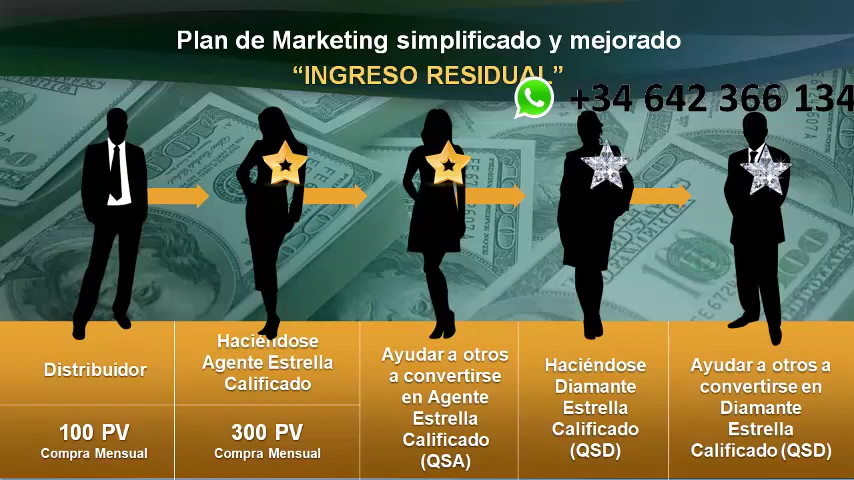 Plan de Marketing simplificado y mejorado
“INGRESO RESIDUAL”
+34 642 366 134
Distribuidor
100 PV
Compra Mensual
Haciéndose
Agente Estrella
Calificado
300 PV
Compra Mensual
Ayudar a otros
a convertirse
en Agente
Estrella
Calificado
(QSA)
Haciéndose
Diamante
Estrella
Calificado
(QSD)
Ayudar a otros a
convertirse en
Diamante
Estrella
Calificado (QSD)